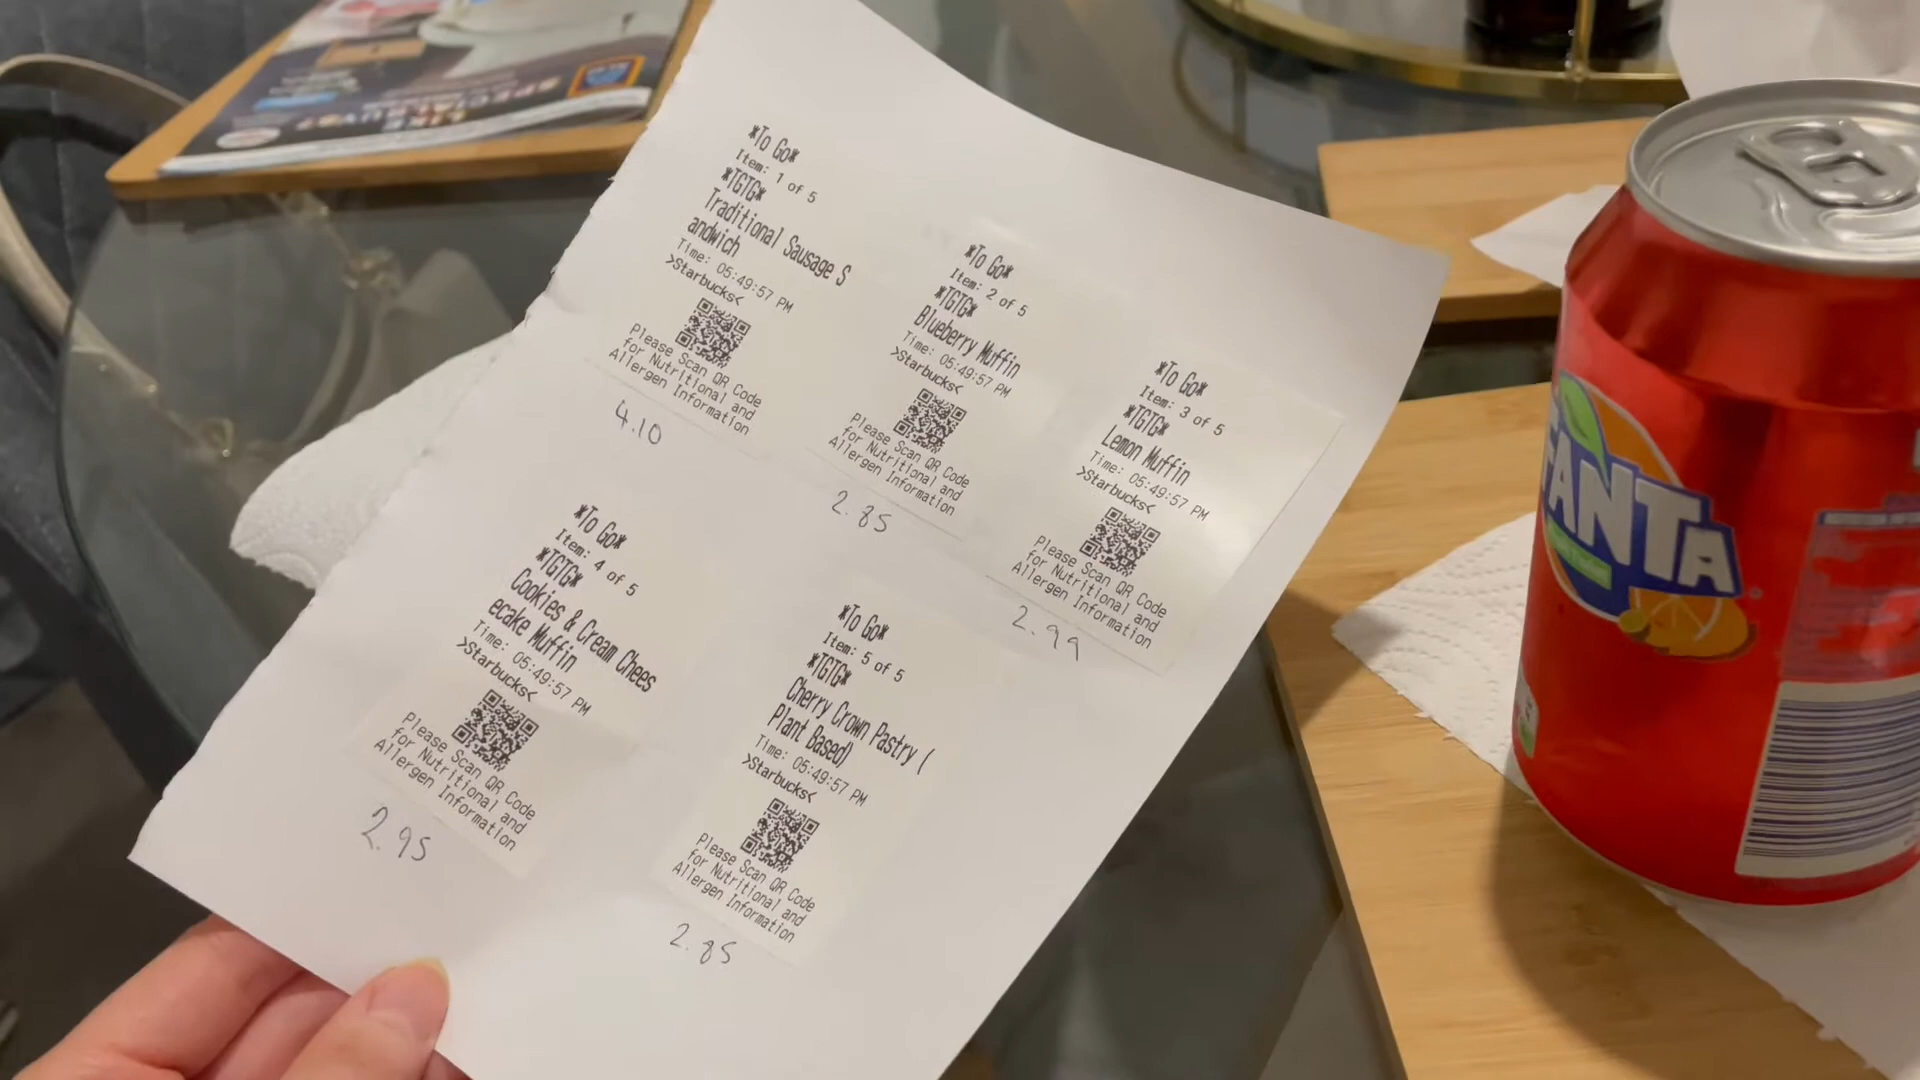 *To Go*
Item: 1 of 5
*TGTG*
Traditional Sausage S
andwich
Time: 05:49:57 PM
>Starbucks<
Please Scan QR Code
for Nutritional and
Allergen Information
4.10
*To Go*
Item: 2 of 5
*TGTG*
Blueberry Muffin
Time: 05:49:57 PM
>Starbucks<
Please Scan QR Code
for Nutritional and
Allergen Information
2.85
*To Go*
Item: 3 of 5
*TGTG*
Lemon Muffin
Time: 05:49:57 PM
>Starbucks<
Please Scan QR Code
for Nutritional and
Allergen Information
2.99
*To Go*
Item: 4 of 5
*TGTG*
Cookies & Cream Chees
ecake Muffin
Time: 05:49:57 PM
>Starbucks<
Please Scan QR Code
for Nutritional and
Allergen Information
2.95
*To Go*
Item: 5 of 5
*TGTG*
Cherry Crown Pastry (
Plant Based)
Time: 05:49:57 PM
>Starbucks<
Please Scan QR Code
for Nutritional and
Allergen Information
2.85
FANTA